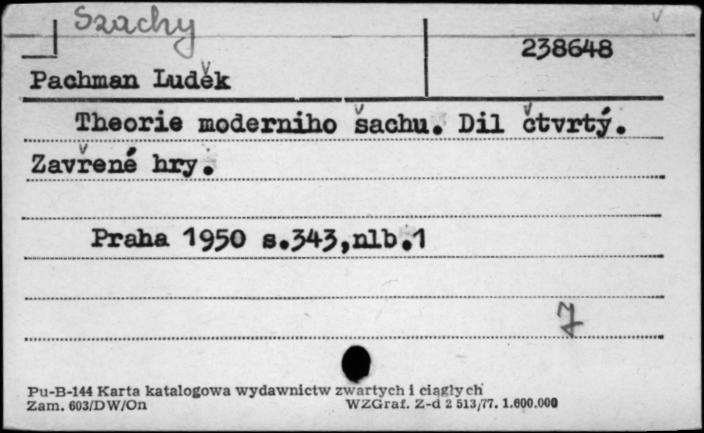 Szachy
238648
Pachman Luděk
Theorie moderniho šachu. Dil čtvrtý.
Zavřené hry.
Praha 1950 s.343,nlb.1
7
Pu-B-144 Karta katalogowa wydawnictw zwartych i ciągłych
Zam. 603/DW/On WZGraf. Z-d 2 513/77. 1.600.000